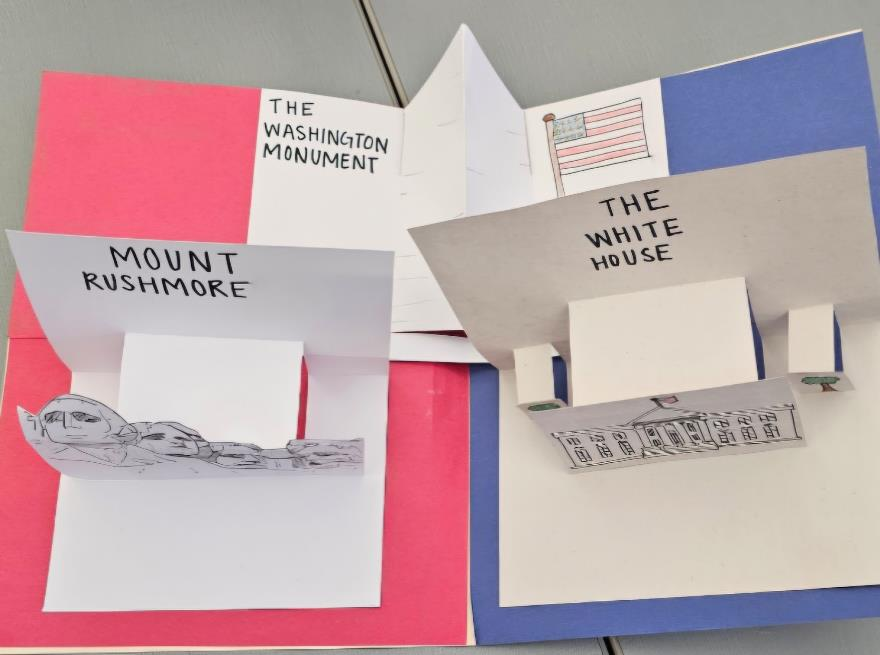 THE
WASHINGTON
MONUMENT
THE
WHITE
HOUSE
MOUNT
RUSHMORE